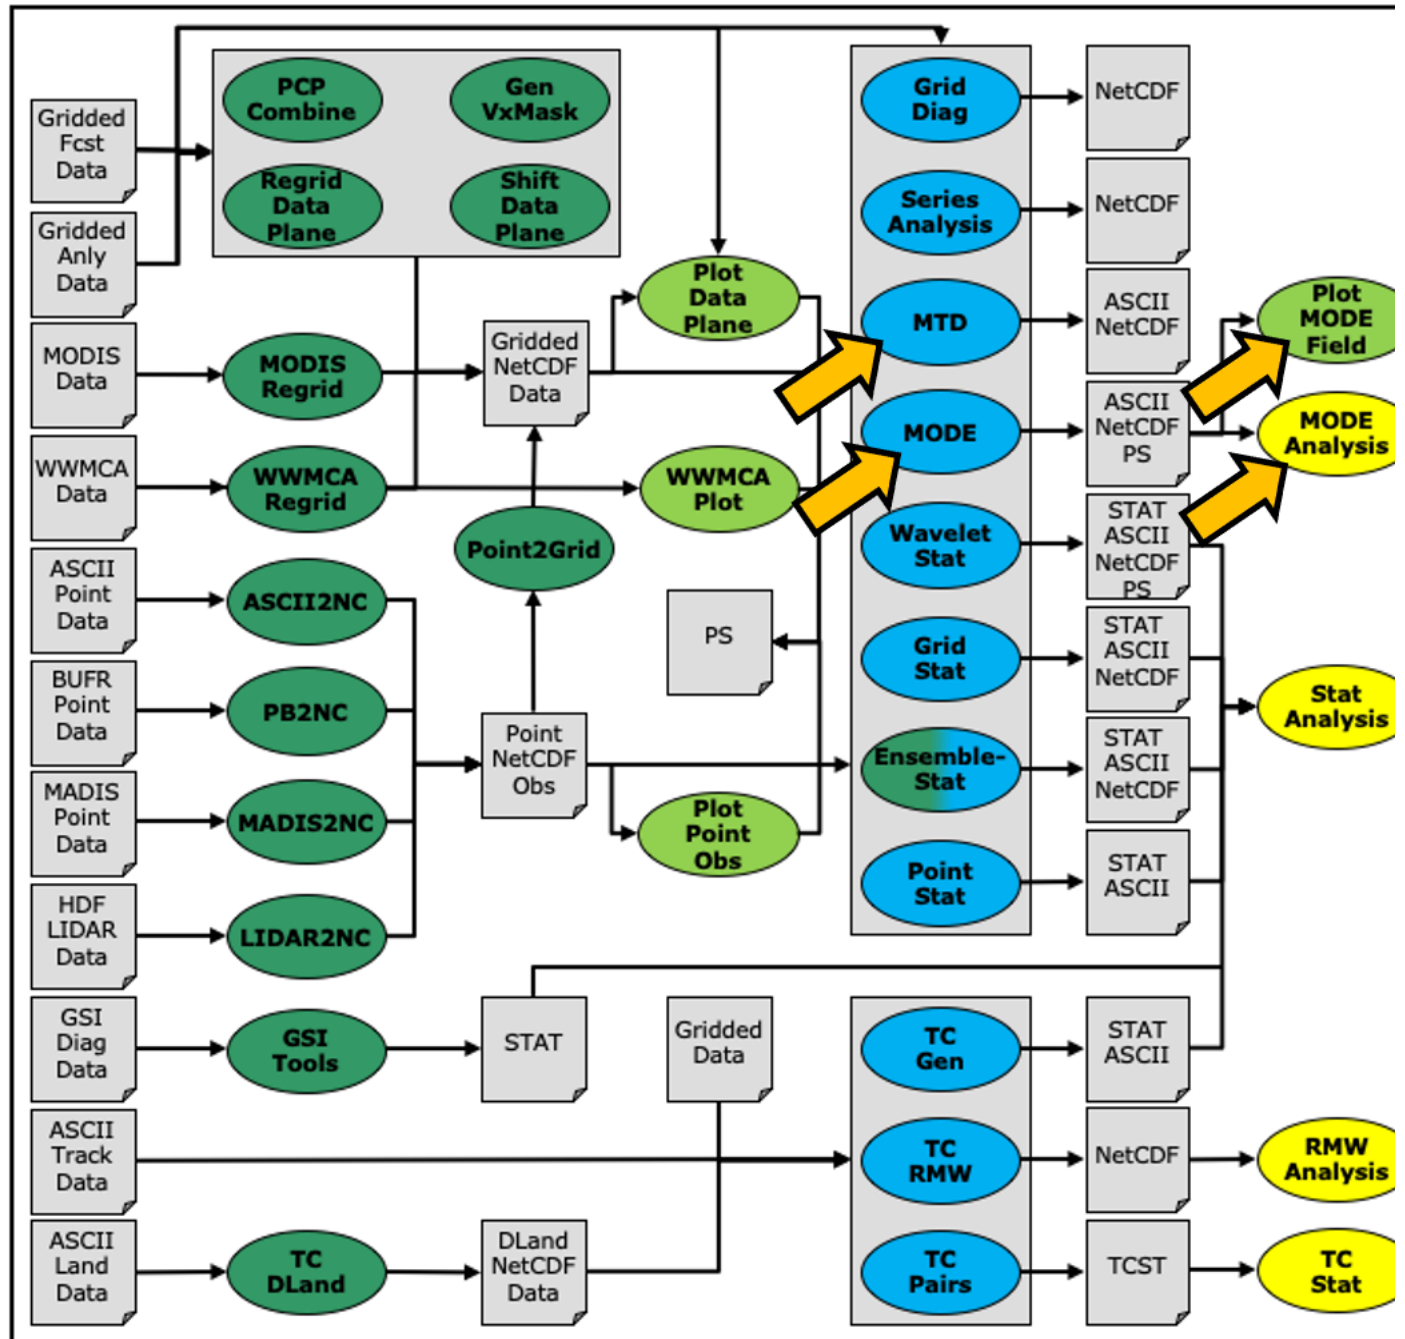 Gridded
Fcst
Data
Gridded
Anly
Data
MODIS
Data
WWMCA
Data
ASCII
Point
Data
BUFR
Point
Data
MADIS
Point
Data
HDF
LIDAR
Data
GSI
Diag
Data
ASCII
Track
Data
ASCII
Land
Data
PCP
Combine
Gen
VxMask
Regrid
Data
Plane
Shift
Data
Plane
MODIS
Regrid
WWMCA
Regrid
ASCII2NC
PB2NC
MADIS2NC
LIDAR2NC
GSI
Tools
TC
DLand
Gridded
NetCDF
Data
Point2Grid
Point
NetCDF
Obs
STAT
DLand
NetCDF
Data
Plot
Data
Plane
WWMCA
Plot
PS
Plot
Point
Obs
Gridded
Data
Grid
Diag
Series
Analysis
MTD
MODE
Wavelet
Stat
Grid
Stat
Ensemble-
Stat
Point
Stat
TC
Gen
TC
RMW
TC
Pairs
NetCDF
NetCDF
ASCII
NetCDF
ASCII
NetCDF
PS
STAT
ASCII
NetCDF
PS
STAT
ASCII
NetCDF
STAT
ASCII
NetCDF
STAT
ASCII
STAT
ASCII
NetCDF
TCST
Plot
MODE
Field
MODE
Analysis
Stat
Analysis
RMW
Analysis
TC
Stat